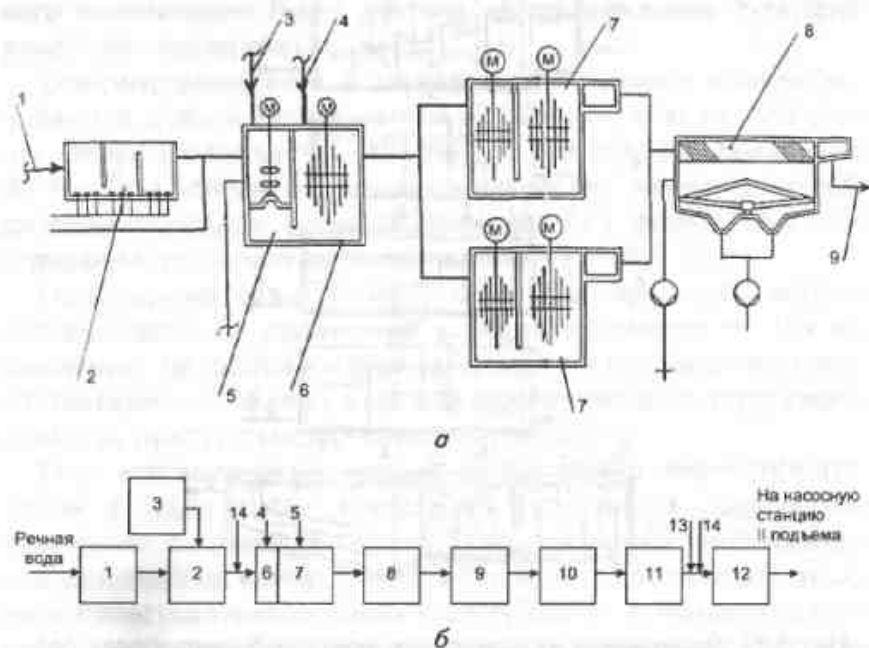 3 4 7 8
М М
1
М М
9
М М
2 5 6 7
а
3
На насосную
станцию
II подъема
14 4 5 13 14
Речная
вода
1 2 6 7 8 9 10 11 12
б